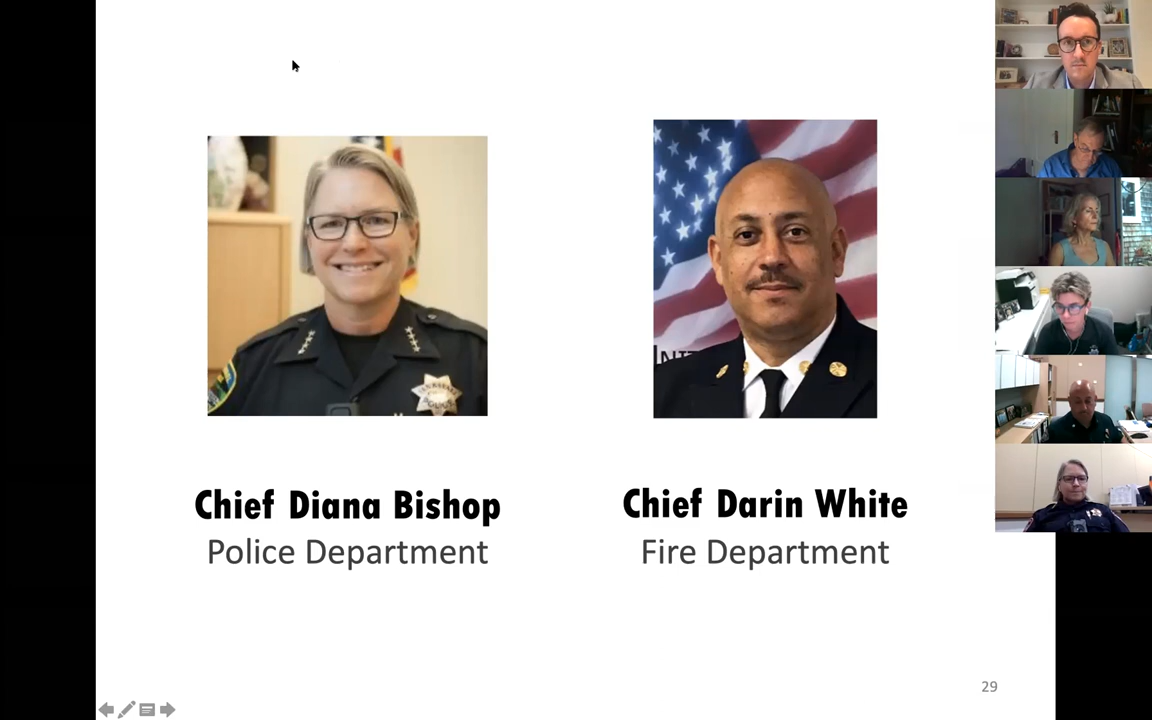 Chief Diana Bishop
Police Department
Chief Darin White
Fire Department
29